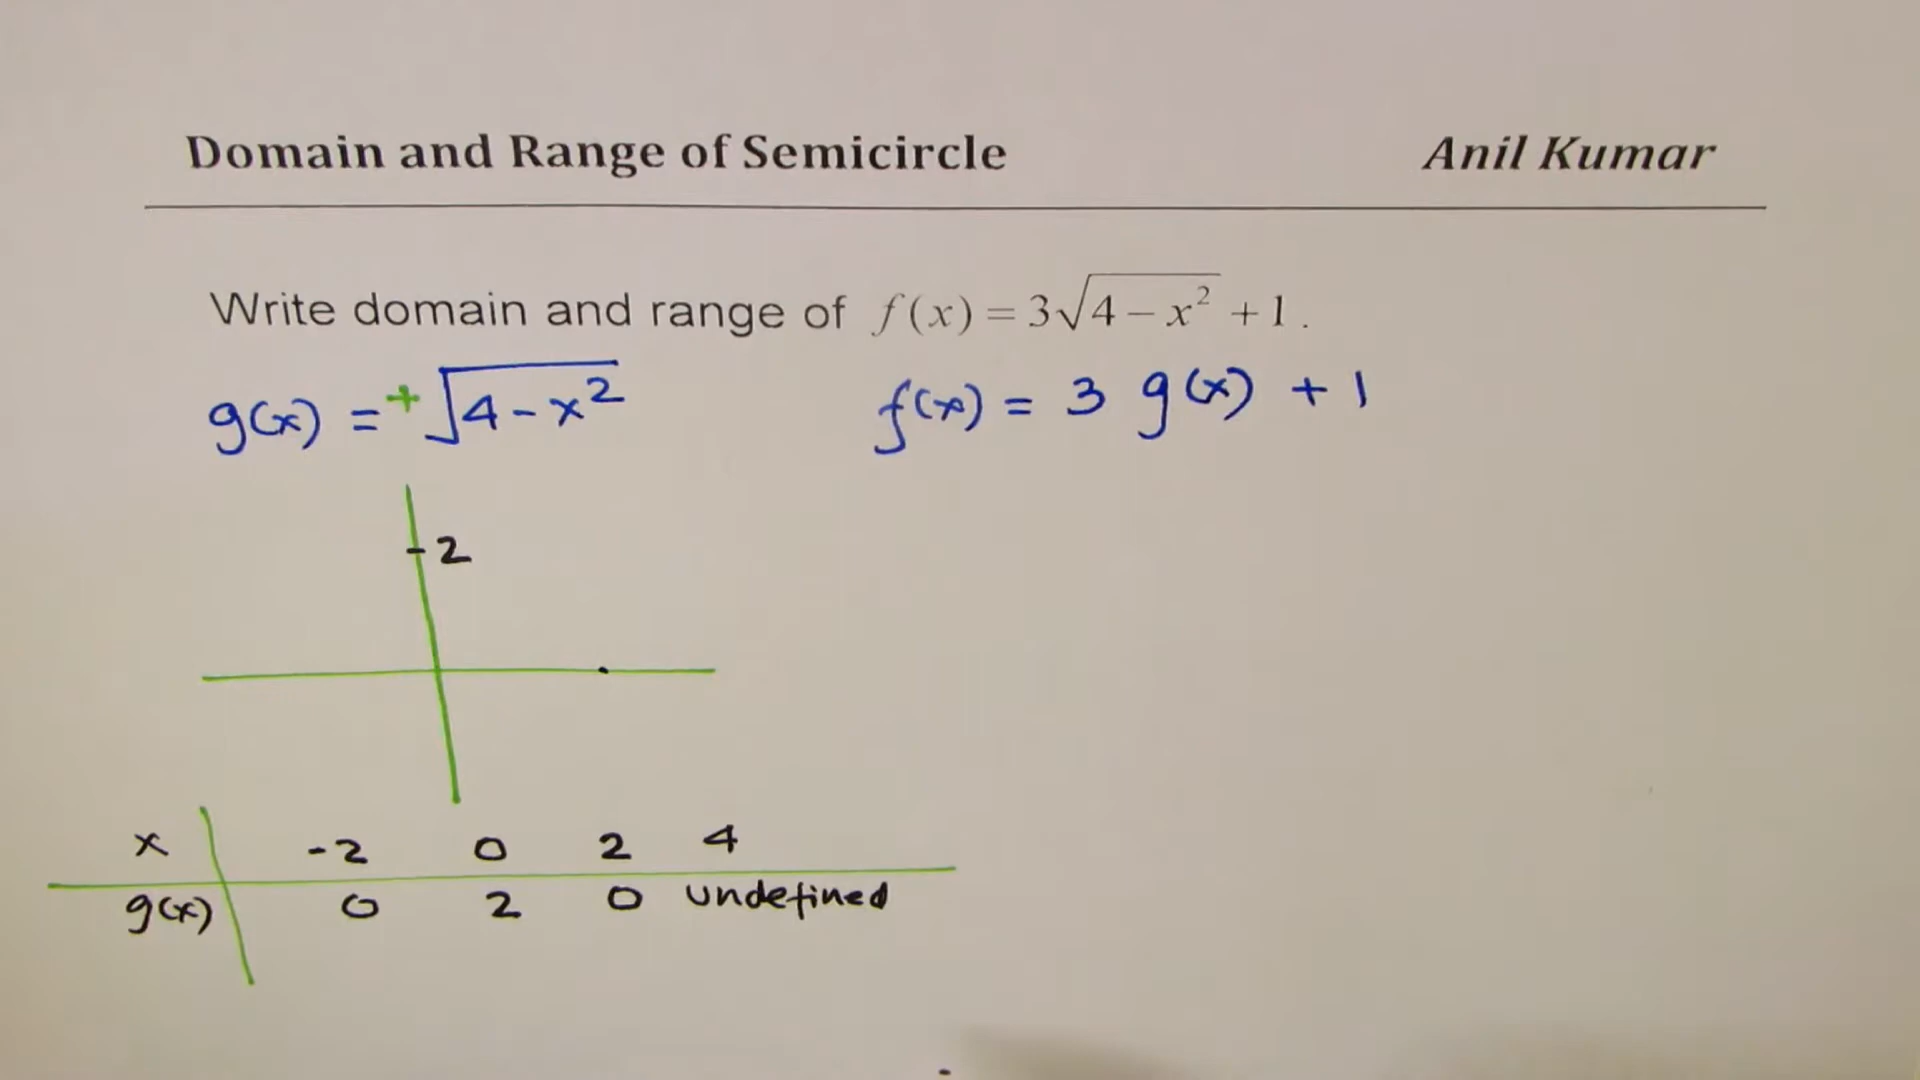 Domain and Range of Semicircle Anil Kumar
Write domain and range of f(x) = 3√(4 − x²) + 1.
g(x) = +√(4 - x²) f(x) = 3 g(x) + 1
2
x -2 0 2 4
g(x) 0 2 0 undefined